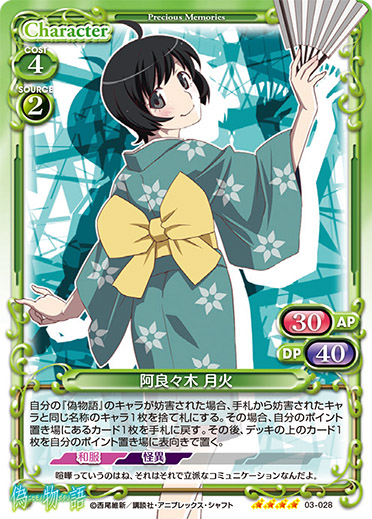 Precious Memories
Character
COST
4
SOURCE
2
30 AP
DP 40
阿良々木 月火
自分の「偽物語」のキャラが妨害された場合、手札から妨害されたキャ
ラと同じ名称のキャラ1枚を捨て札にする。その場合、自分のポイント
置き場にあるカード1枚を手札に戻す。その後、デッキの上のカード1
枚を自分のポイント置き場に表向きで置く。
和服 怪異
喧嘩っていうのはね、それはそれで立派なコミュニケーションなんだよ。
偽物語
©西尾維新/講談社・アニプレックス・シャフト
★★★★ 03-028